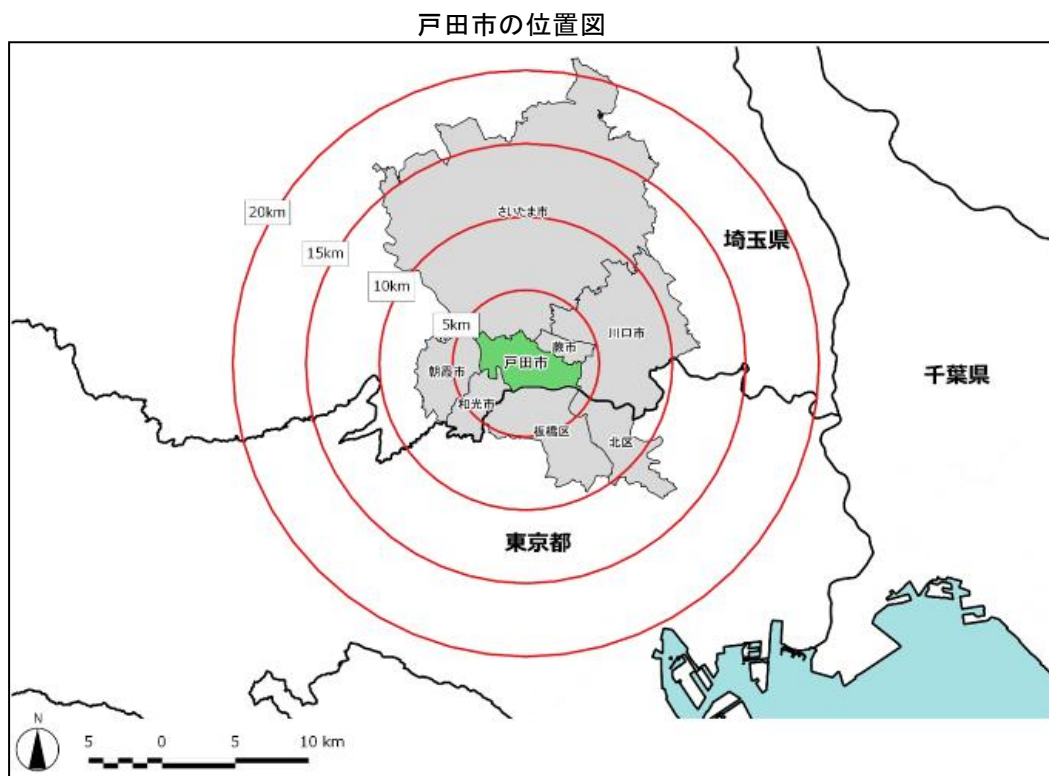 戸田市の位置図
20km
15km
10km
5km
さいたま市
埼玉県
川口市
蕨市
戸田市
朝霞市
和光市
板橋区
北区
千葉県
東京都
N
5 0 5 10 km